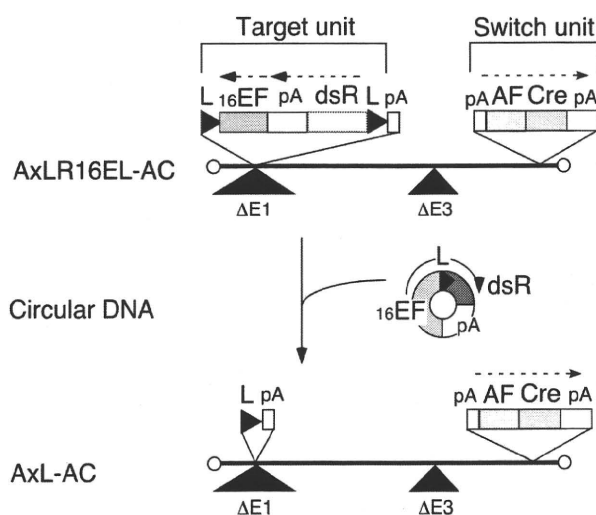 Target unit Switch unit
L 16EF pA dsR L pA pA AF Cre pA
AxLR16EL-AC
ΔE1 ΔE3
L
dsR
Circular DNA 16EF
pA
L pA pA AF Cre pA
AxL-AC
ΔE1 ΔE3